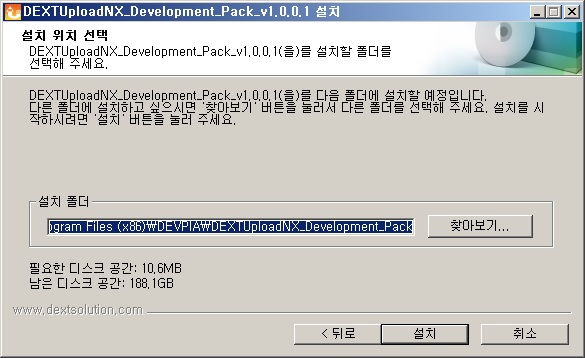 DEXTUploadNX_Development_Pack_v1.0.0.1 설치
설치 위치 선택
DEXTUploadNX_Development_Pack_v1.0.0.1(을)를 설치할 폴더를
선택해 주세요.
DEXTUploadNX_Development_Pack_v1.0.0.1(을)를 다음 폴더에 설치할 예정입니다.
다른 폴더에 설치하고 싶으시면 '찾아보기' 버튼을 눌러서 다른 폴더를 선택해 주세요. 설치를 시
작하시려면 '설치' 버튼을 눌러 주세요.
설치 폴더
ogram Files (x86)₩DEVPIA₩DEXTUploadNX_Development_Pack
찾아보기...
필요한 디스크 공간: 10.6MB
남은 디스크 공간: 188.1GB
www.dextsolution.com
< 뒤로
설치
취소